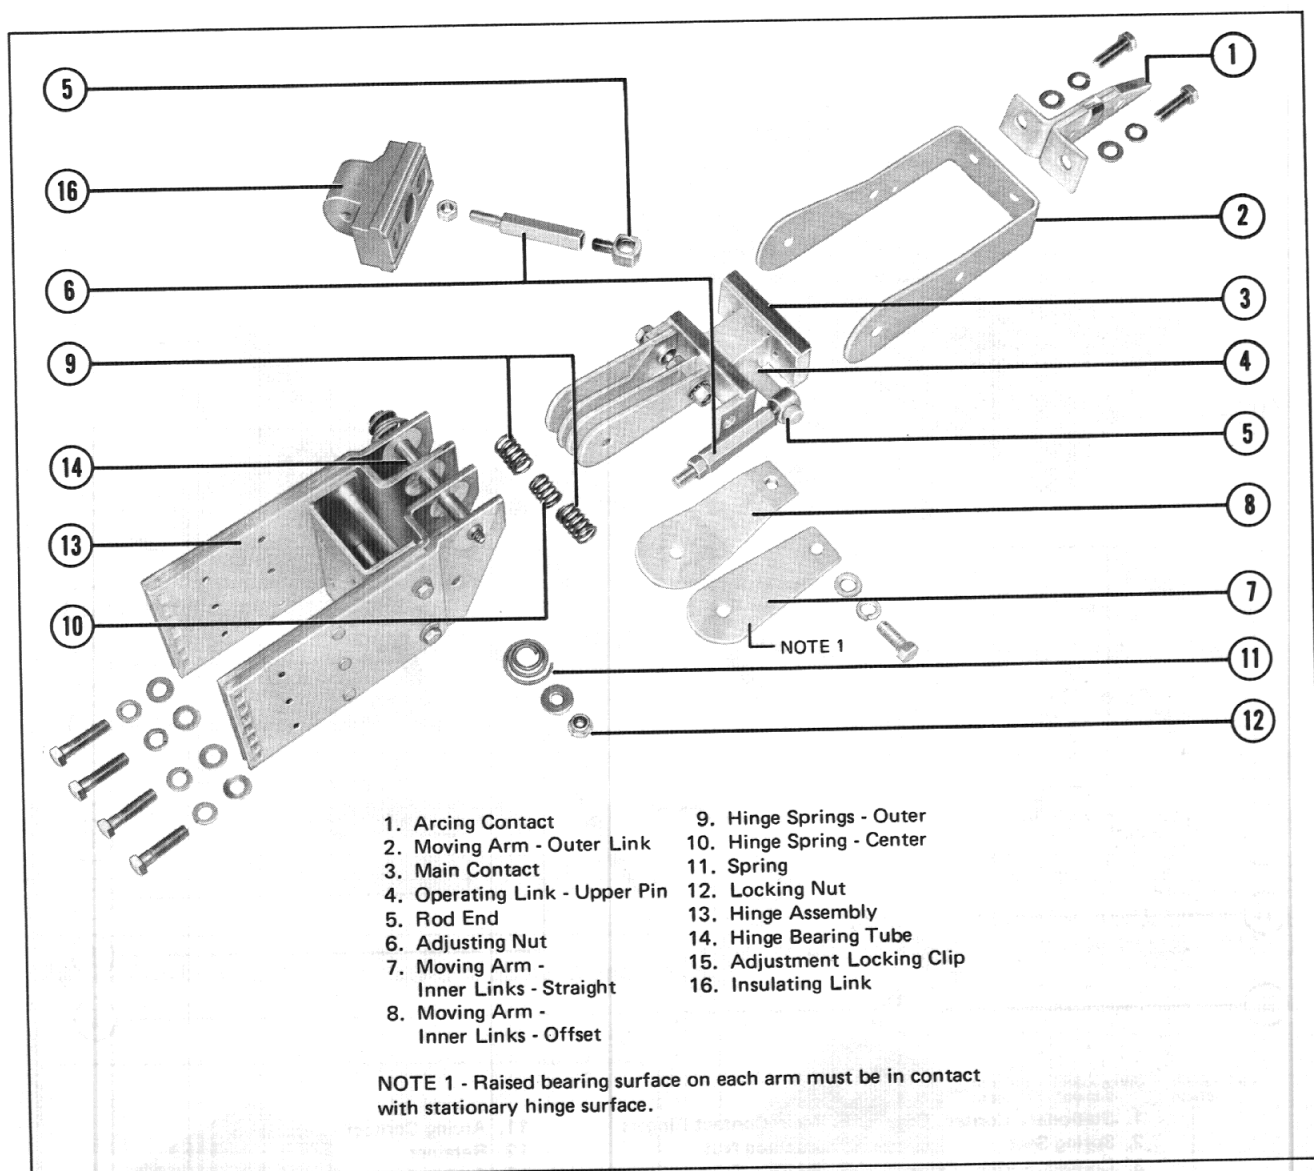 5
1
16
2
6
3
9
4
5
14
8
13
7
10
NOTE 1
11
12
1. Arcing Contact
2. Moving Arm - Outer Link
3. Main Contact
4. Operating Link - Upper Pin
5. Rod End
6. Adjusting Nut
7. Moving Arm -
Inner Links - Straight
8. Moving Arm -
Inner Links - Offset
9. Hinge Springs - Outer
10. Hinge Spring - Center
11. Spring
12. Locking Nut
13. Hinge Assembly
14. Hinge Bearing Tube
15. Adjustment Locking Clip
16. Insulating Link
NOTE 1 - Raised bearing surface on each arm must be in contact
with stationary hinge surface.